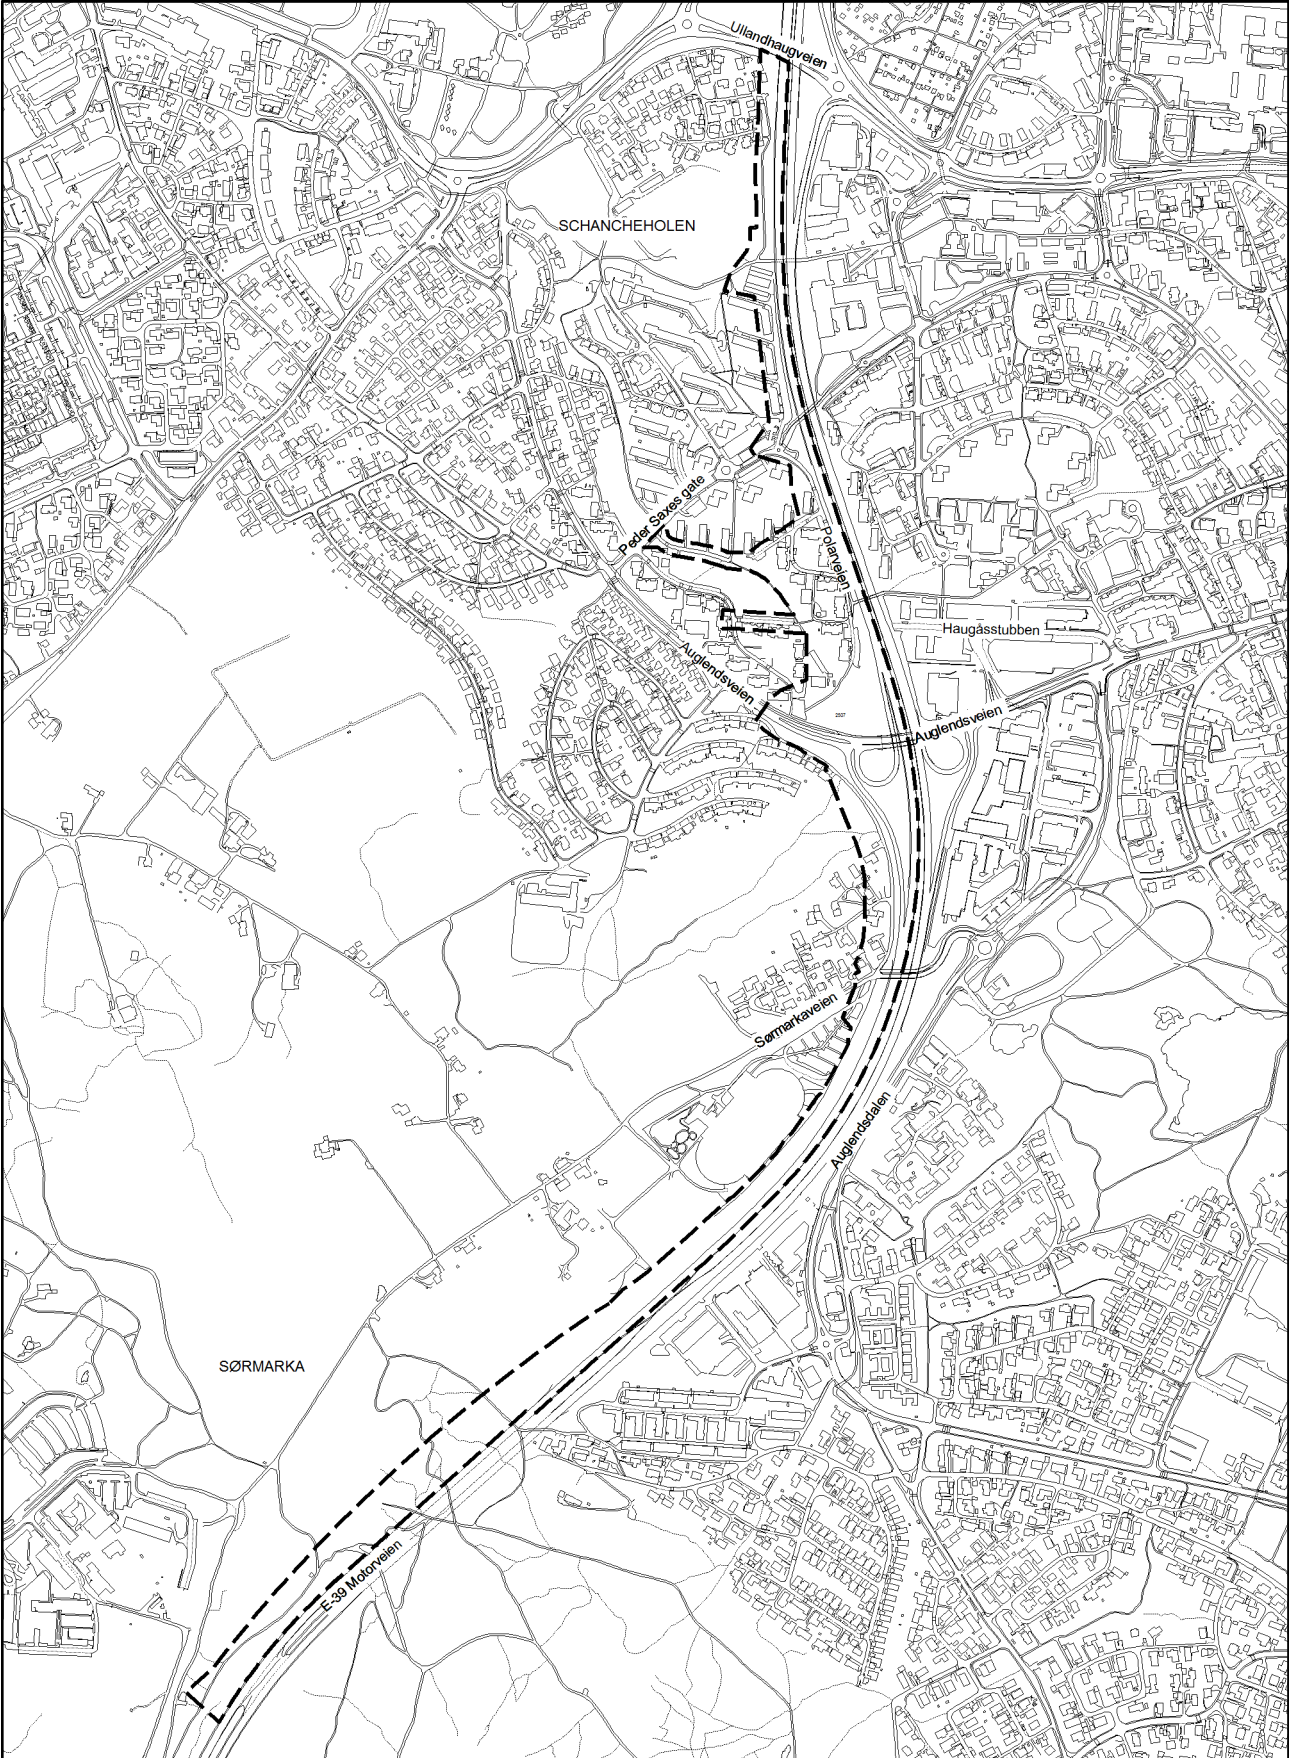 Ullandhaugveien
SCHANCHEHOLEN
Peder Saxes gate
Polarveien
Haugåsstubben
Auglendsveien
2507
Auglendsveien
Sørmarkaveien
Auglendsdalen
SØRMARKA
E-39 Motorveien